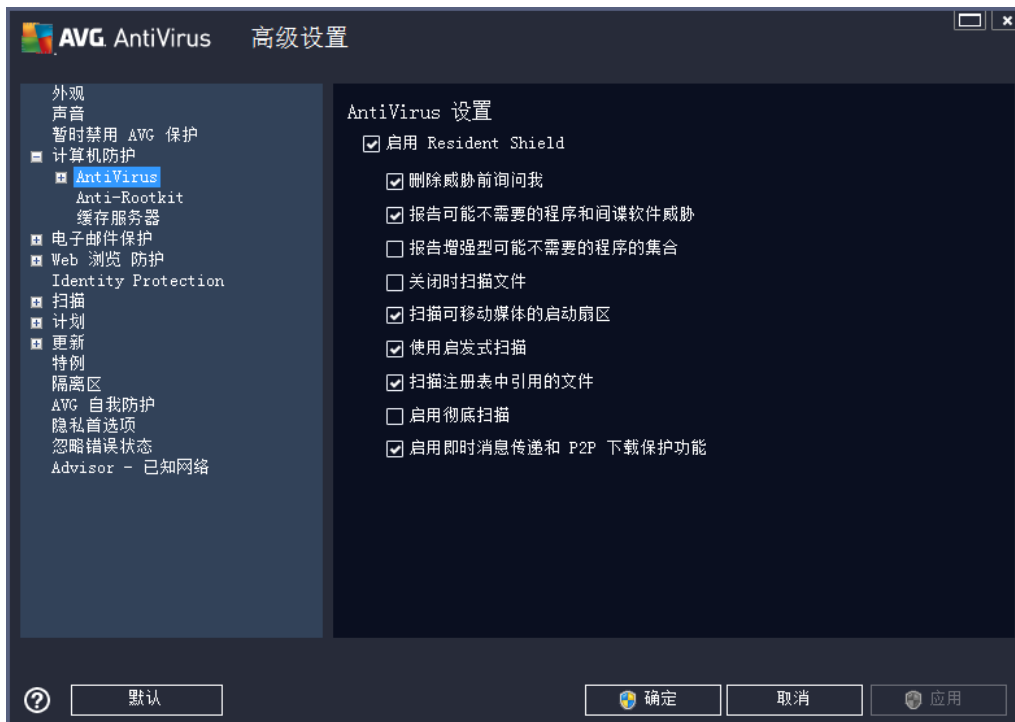 AVG. AntiVirus 高级设置
外观
声音
暂时禁用 AVG 保护
计算机防护
AntiVirus
Anti-Rootkit
缓存服务器
电子邮件保护
Web 浏览 防护
Identity Protection
扫描
计划
更新
特例
隔离区
AVG 自我防护
隐私首选项
忽略错误状态
Advisor - 已知网络
AntiVirus 设置
启用 Resident Shield
删除威胁前询问我
报告可能不需要的程序和间谍软件威胁
报告增强型可能不需要的程序的集合
关闭时扫描文件
扫描可移动媒体的启动扇区
使用启发式扫描
扫描注册表中引用的文件
启用彻底扫描
启用即时消息传递和 P2P 下载保护功能
默认
确定
取消
应用